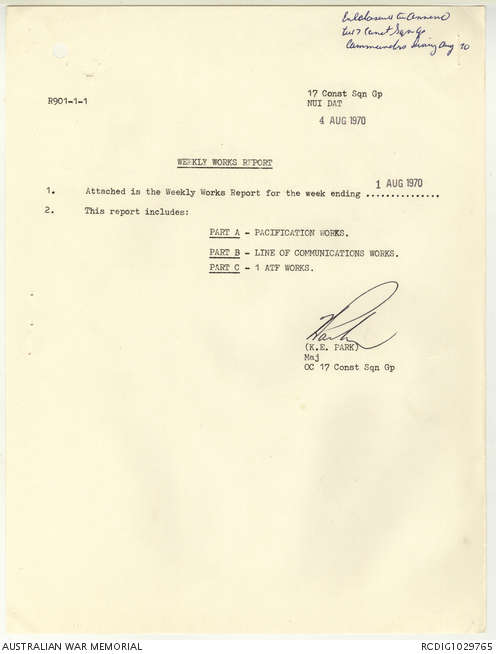 Enclosure to Annex D
to 17 Const Sqn Gp
Commanders Diary Aug 70
R901-1-1
17 Const Sqn Gp
NUI DAT
4 AUG 1970
WEEKLY WORKS REPORT
1. Attached is the Weekly Works Report for the week ending 1 AUG 1970 ..............
2. This report includes:
PART A - PACIFICATION WORKS.
PART B - LINE OF COMMUNICATIONS WORKS.
PART C - 1 ATF WORKS.
(K.E. PARK)
Maj
OC 17 Const Sqn Gp
AUSTRALIAN WAR MEMORIAL
RCDIG1029765